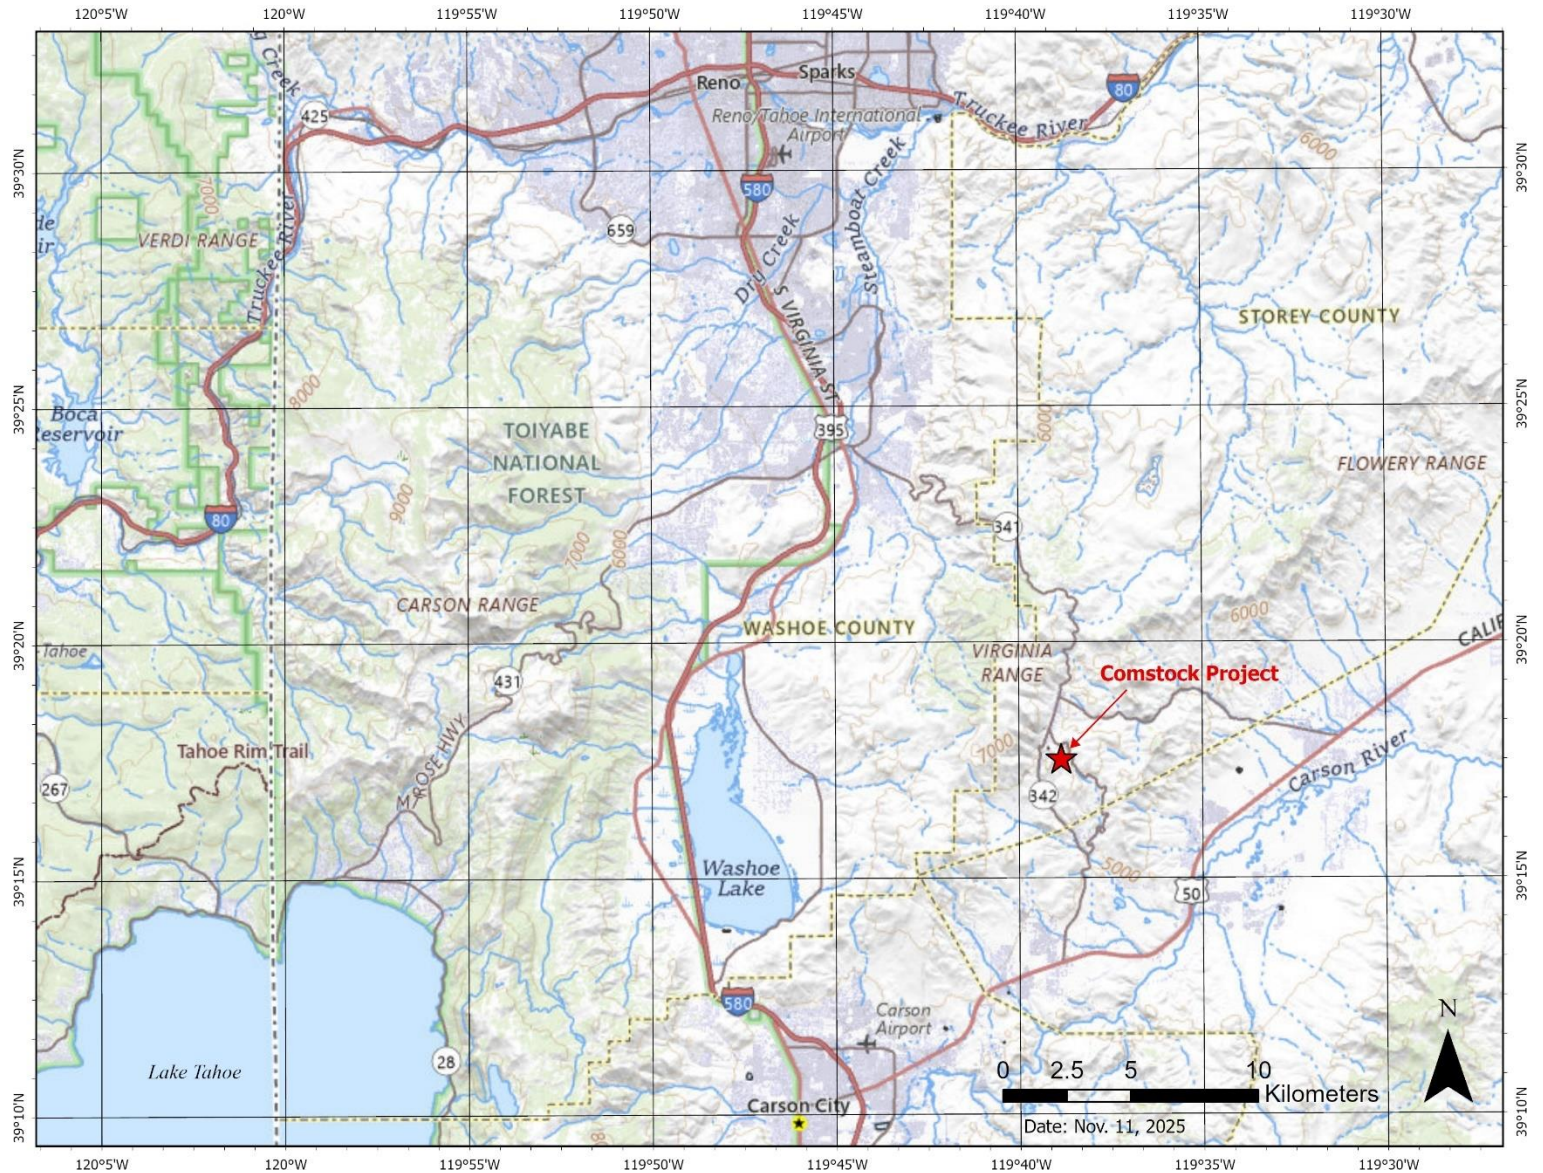 120°5'W
120°0'W
119°55'W
119°50'W
119°45'W
119°40'W
119°35'W
119°30'W
g Creek
Reno
Sparks
80
425
Reno/Tahoe International
Airport
Truckee River
6000
39°30'N
39°30'N
7000
580
Steamboat Creek
de
ir
VERDI RANGE
659
Truckee River
Dry Creek
S VIRGINIA ST
STOREY COUNTY
8000
39°25'N
39°25'N
Boca
Reservoir
395
6000
TOIYABE
NATIONAL
FOREST
FLOWERY RANGE
9000
80
341
7000
6000
CARSON RANGE
6000
WASHOE COUNTY
39°20'N
39°20'N
Tahoe
CALIF
VIRGINIA
RANGE
431
Comstock Project
Tahoe Rim Trail
MT ROSE HWY
7000
Carson River
267
342
39°15'N
39°15'N
Washoe
Lake
5000
50
580
Carson
Airport
N
28
Lake Tahoe
0 2.5 5 10
Kilometers
39°10'N
39°10'N
Carson City
Date: Nov. 11, 2025
120°5'W
120°0'W
119°55'W
119°50'W
119°45'W
119°40'W
119°35'W
119°30'W